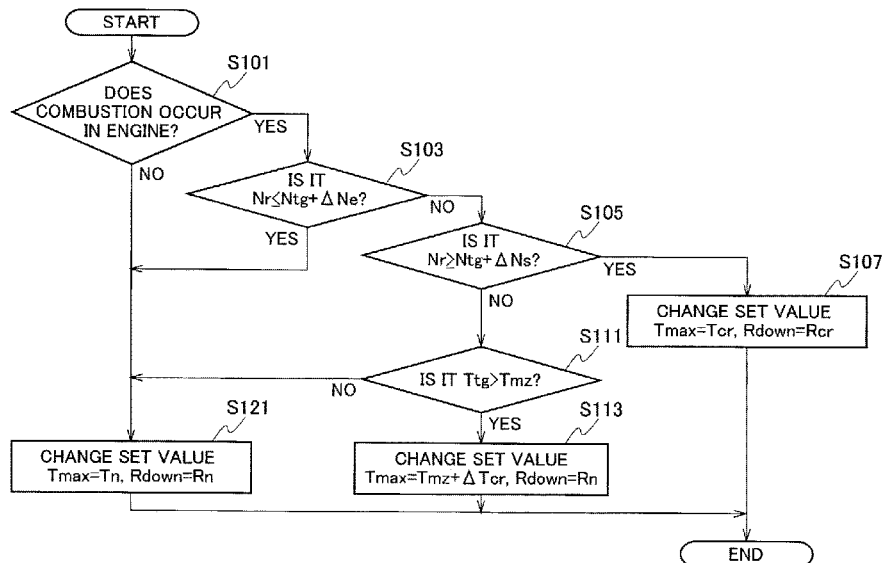 START
S101
DOES
COMBUSTION OCCUR
IN ENGINE?
YES
NO
S103
IS IT
Nr≤Ntg+ΔNe?
NO
YES
S105
IS IT
Nr≥Ntg+ΔNs?
YES
NO
S107
CHANGE SET VALUE
Tmax=Tcr, Rdown=Rcr
S111
IS IT Ttg>Tmz?
NO
YES
S121
CHANGE SET VALUE
Tmax=Tn, Rdown=Rn
S113
CHANGE SET VALUE
Tmax=Tmz+ΔTcr, Rdown=Rn
END